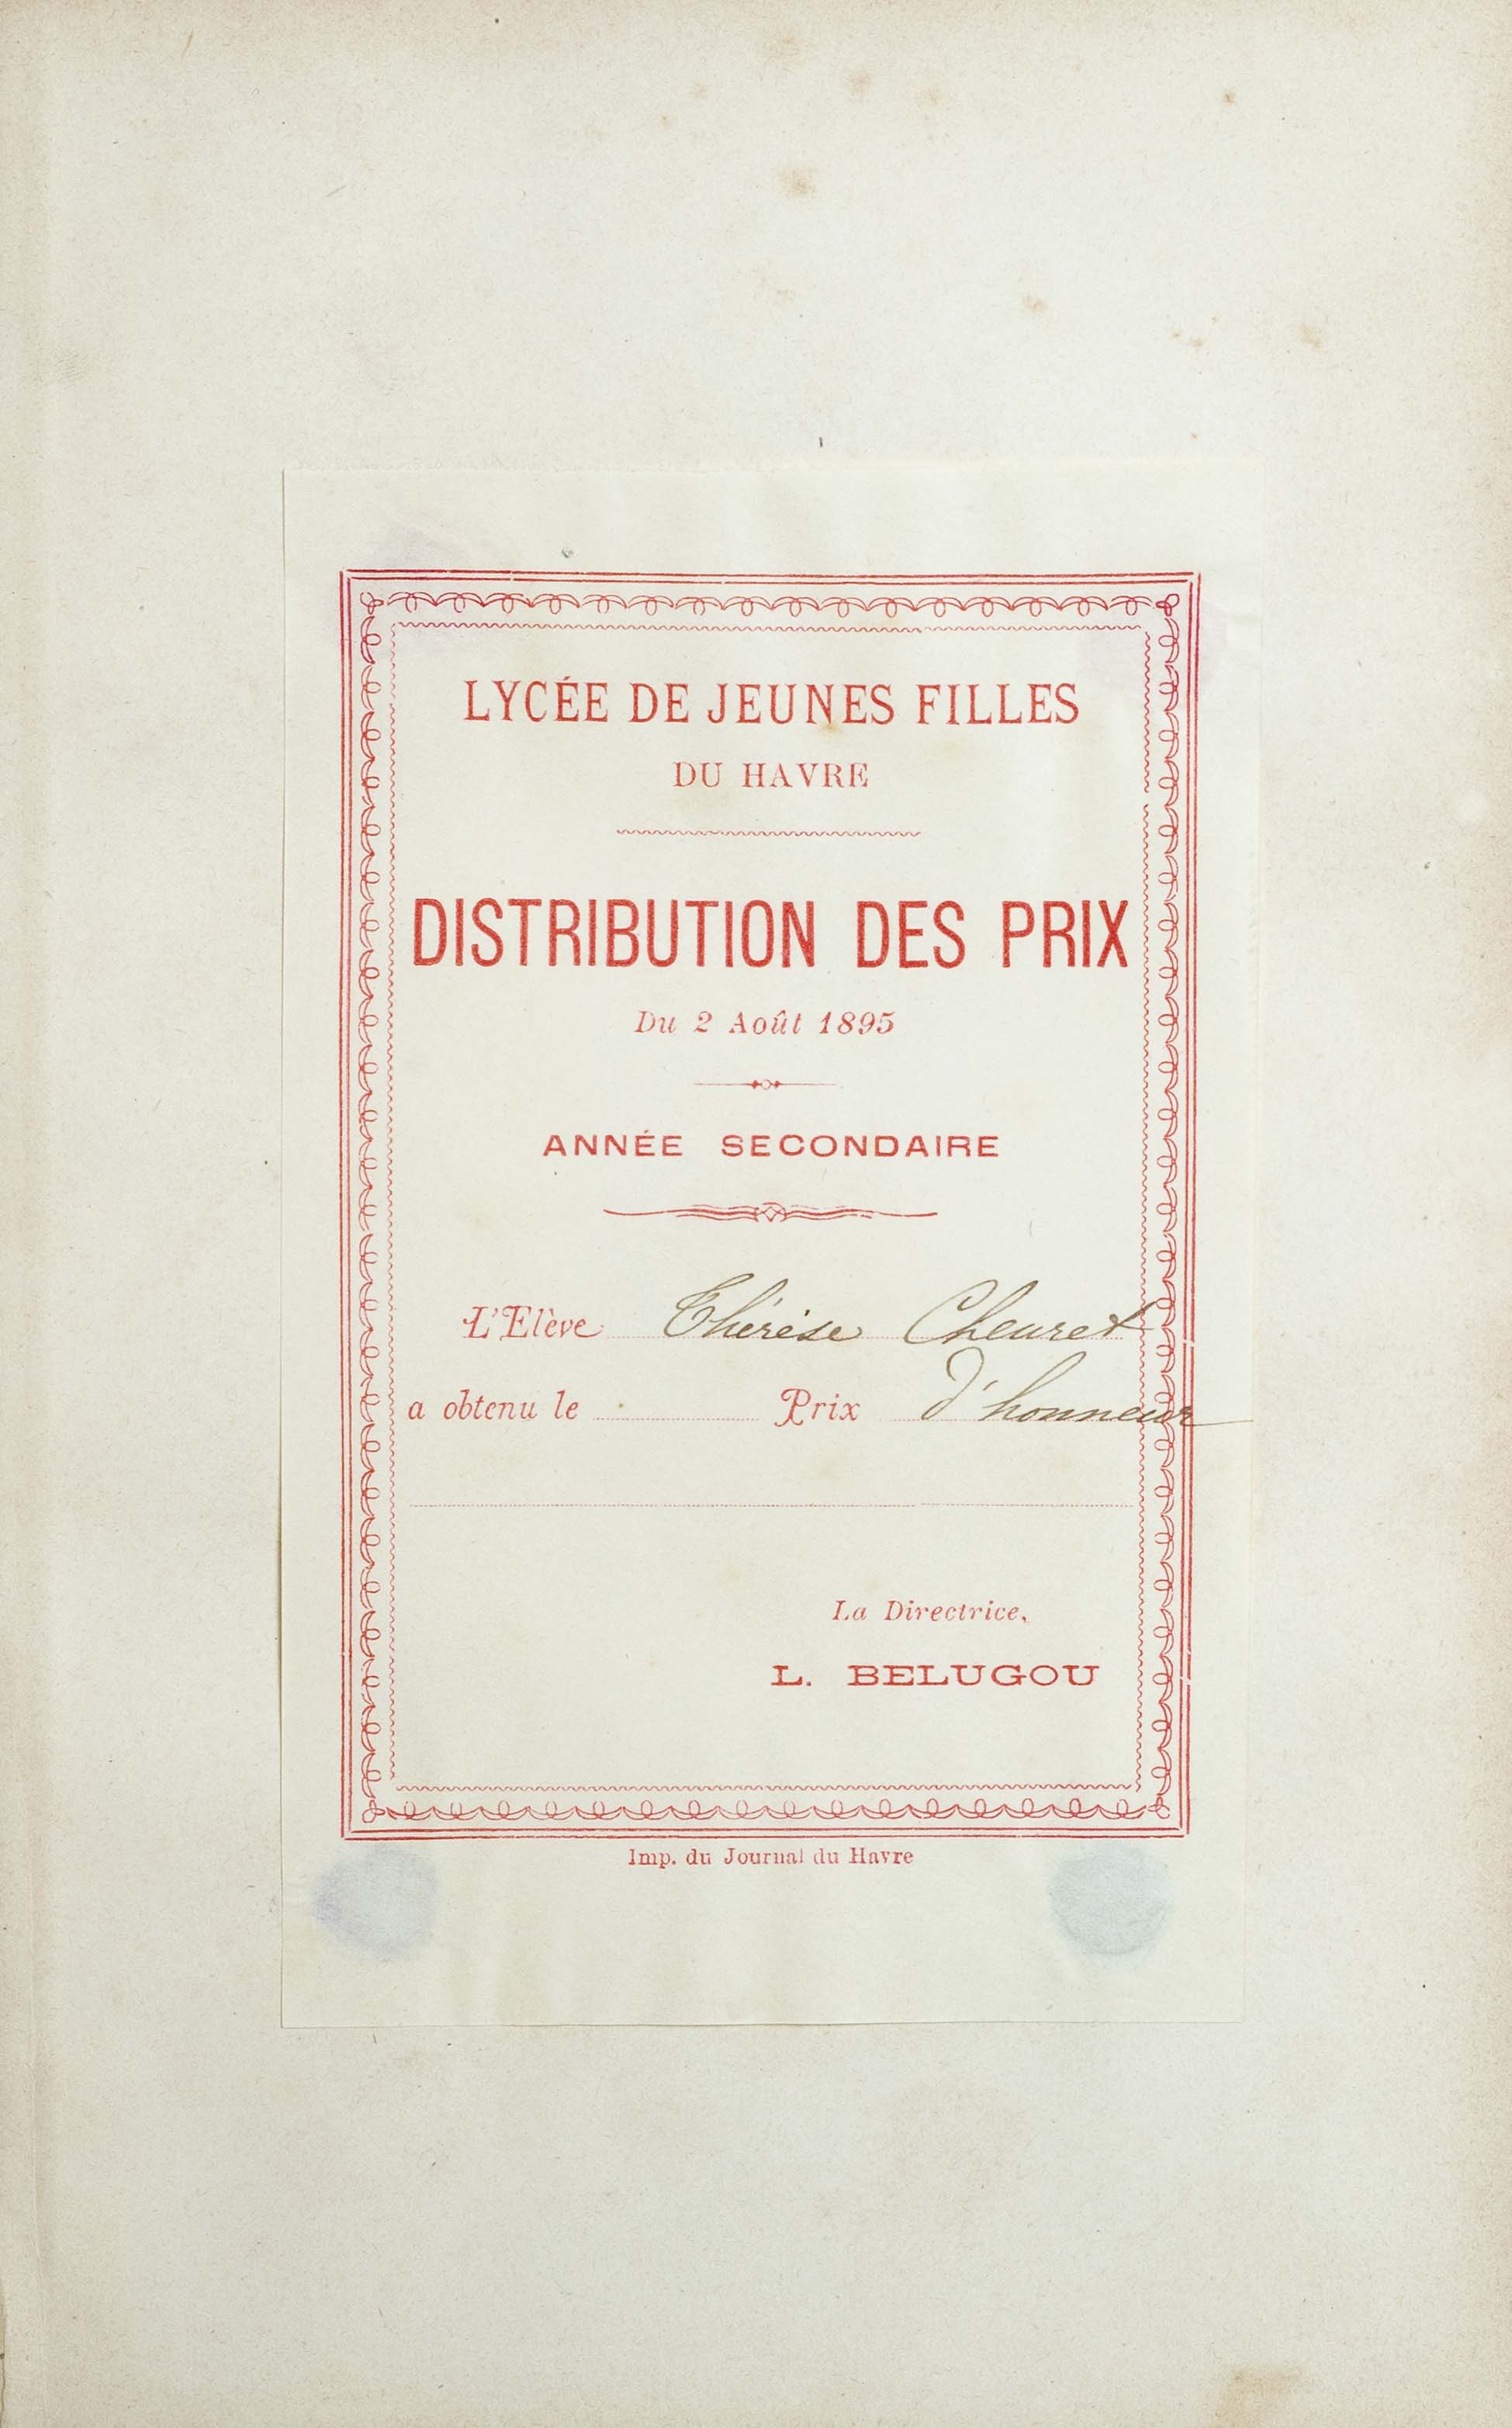 LYCÉE DE JEUNES FILLES
DU HAVRE
DISTRIBUTION DES PRIX
Du 2 Août 1895
ANNÉE SECONDAIRE
L'Elève Thérèse Cheuret
a obtenu le Prix d'honneur
La Directrice,
L. BELUGOU
Imp. du Journal du Havre